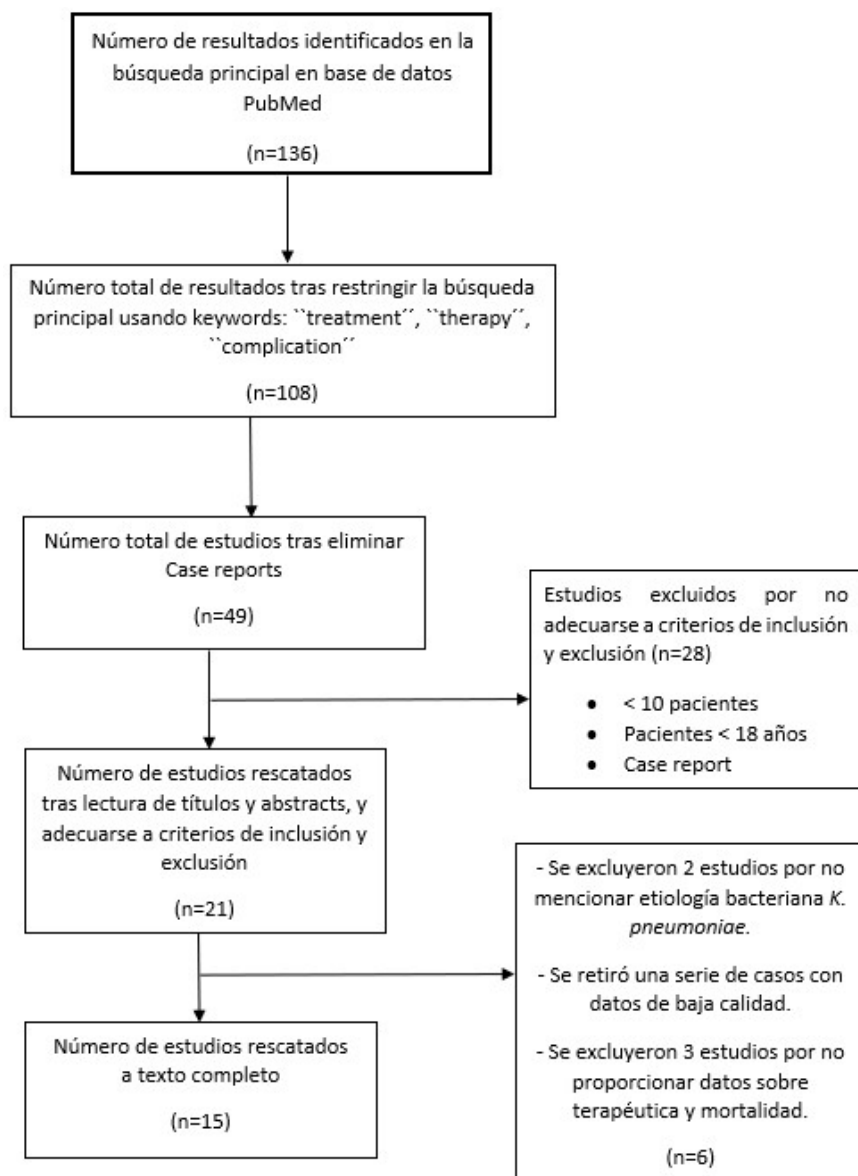 Número de resultados identificados en la
búsqueda principal en base de datos
PubMed
(n=136)
Número total de resultados tras restringir la búsqueda
principal usando keywords: ``treatment´´, ``therapy´´,
``complication´´
(n=108)
Número total de estudios tras eliminar
Case reports
(n=49)
Estudios excluidos por no
adecuarse a criterios de inclusión
y exclusión (n=28)
• < 10 pacientes
• Pacientes < 18 años
• Case report
Número de estudios rescatados
tras lectura de títulos y abstracts, y
adecuarse a criterios de inclusión y
exclusión
(n=21)
- Se excluyeron 2 estudios por no
mencionar etiología bacteriana K.
pneumoniae.
- Se retiró una serie de casos con
datos de baja calidad.
- Se excluyeron 3 estudios por no
proporcionar datos sobre
terapéutica y mortalidad.
(n=6)
Número de estudios rescatados
a texto completo
(n=15)